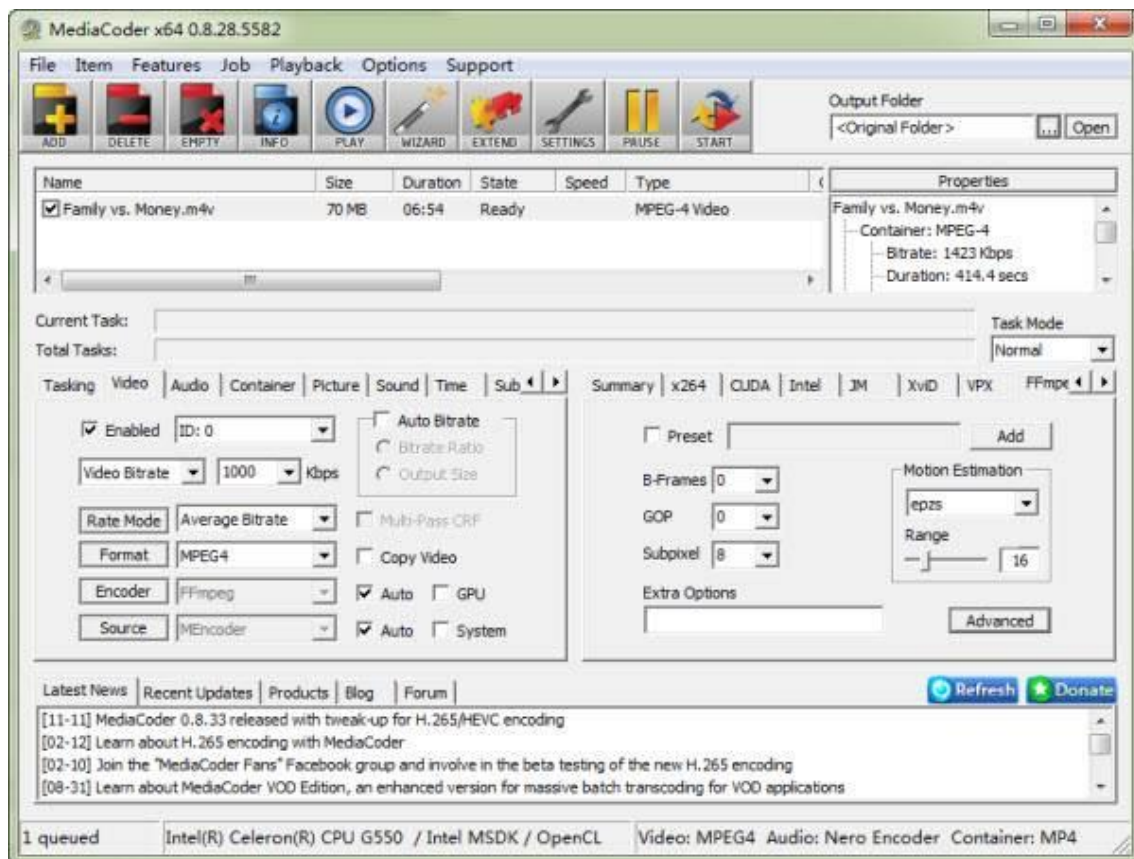 MediaCoder x64 0.8.28.5582
File Item Features Job Playback Options Support
ADD DELETE EMPTY INFO PLAY WIZARD EXTEND SETTINGS PAUSE START
Output Folder
<Original Folder> ... Open
Name Size Duration State Speed Type
Family vs. Money.m4v 70 MB 06:54 Ready MPEG-4 Video
Properties
Family vs. Money.m4v
Container: MPEG-4
Bitrate: 1423 Kbps
Duration: 414.4 secs
Current Task:
Total Tasks:
Task Mode
Normal
Tasking Video Audio Container Picture Sound Time Sub
Enabled ID: 0
Auto Bitrate
Bitrate Ratio
Output Size
Video Bitrate 1000 Kbps
Rate Mode Average Bitrate Multi-Pass CRF
Format MPEG4 Copy Video
Encoder FFmpeg Auto GPU
Source MEncoder Auto System
Summary x264 CUDA Intel JM XviD VPX FFmpe
Preset Add
B-Frames 0
GOP 0
Subpixel 8
Motion Estimation
epzs
Range
16
Extra Options
Advanced
Latest News Recent Updates Products Blog Forum
Refresh Donate
[11-11] MediaCoder 0.8.33 released with tweak-up for H.265/HEVC encoding
[02-12] Learn about H.265 encoding with MediaCoder
[02-10] Join the "MediaCoder Fans" Facebook group and involve in the beta testing of the new H.265 encoding
[08-31] Learn about MediaCoder VOD Edition, an enhanced version for massive batch transcoding for VOD applications
1 queued Intel(R) Celeron(R) CPU G550 / Intel MSDK / OpenCL Video: MPEG4 Audio: Nero Encoder Container: MP4